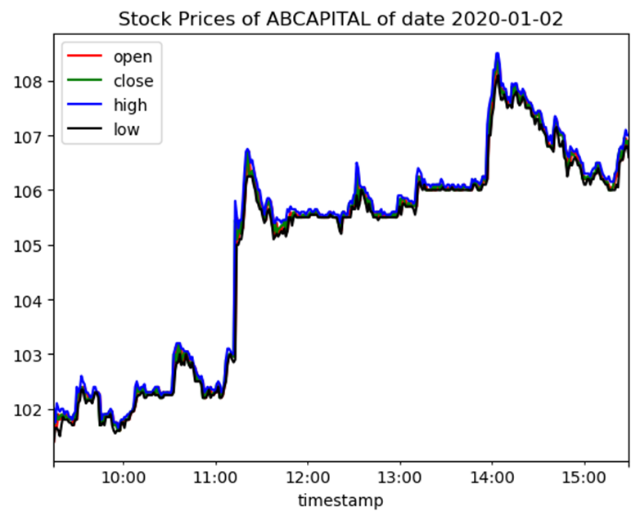 Stock Prices of ABCAPITAL of date 2020-01-02
open
close
high
low
108
107
106
105
104
103
102
10:00 11:00 12:00 13:00 14:00 15:00
timestamp